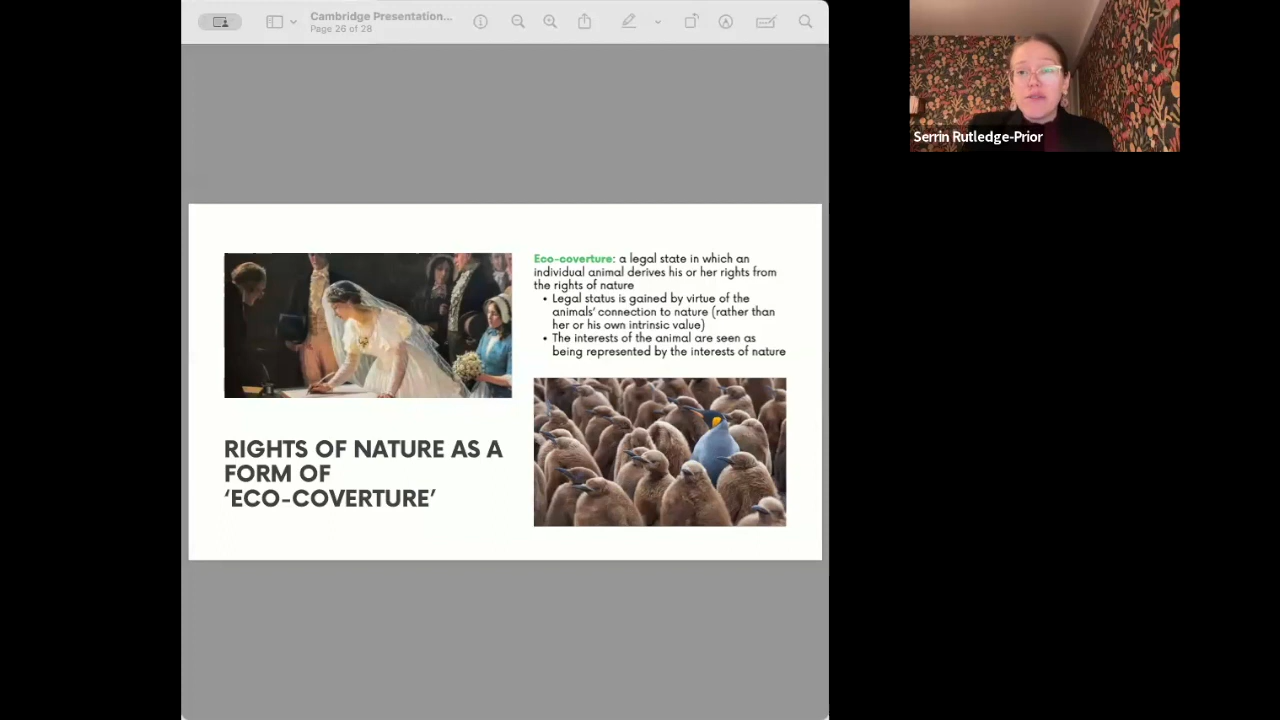 Cambridge Presentation...
Page 26 of 28
Serrin Rutledge-Prior
Eco-coverture: a legal state in which an
individual animal derives his or her rights from
the rights of nature
• Legal status is gained by virtue of the
animals' connection to nature (rather than
her or his own intrinsic value)
• The interests of the animal are seen as
being represented by the interests of nature
RIGHTS OF NATURE AS A
FORM OF
‘ECO-COVERTURE’